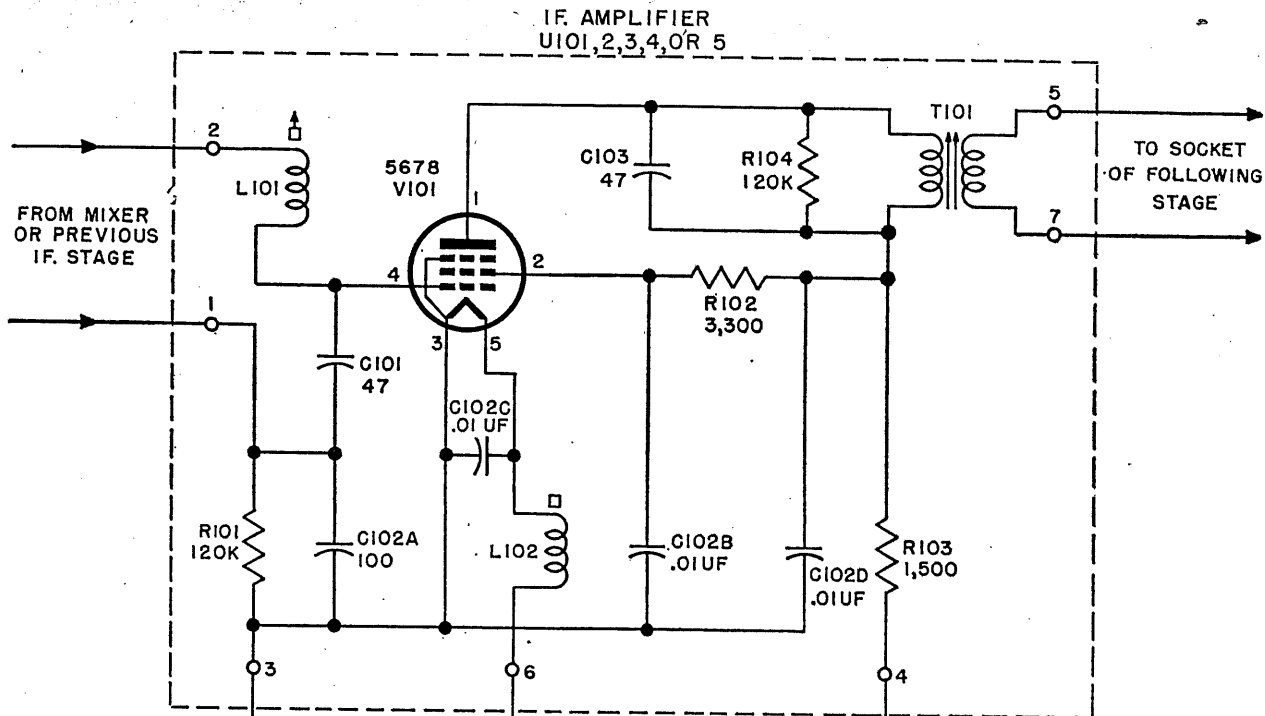 IF. AMPLIFIER
U101,2,3,4,OR 5
2
L101
5678
V101
1
C103
47
R104
120K
T101
5
TO SOCKET
OF FOLLOWING
STAGE
7
FROM MIXER
OR PREVIOUS
IF. STAGE
4
2
R102
3,300
1
3
5
C101
47
C102C
.01 UF
R101
120K
C102A
100
L102
C102B
.01UF
C102D
.01UF
R103
1,500
3
6
4